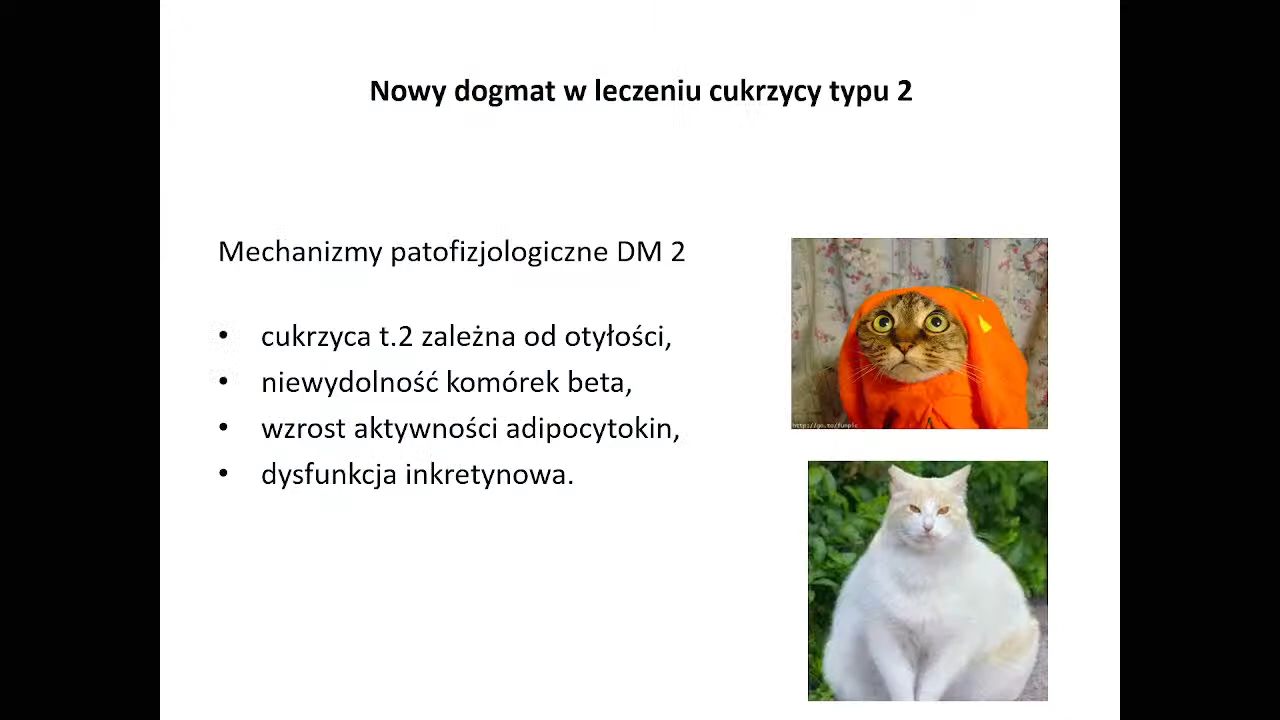 Nowy dogmat w leczeniu cukrzycy typu 2
Mechanizmy patofizjologiczne DM 2
• cukrzyca t.2 zależna od otyłości,
• niewydolność komórek beta,
• wzrost aktywności adipocytokin,
• dysfunkcja inkretynowa.